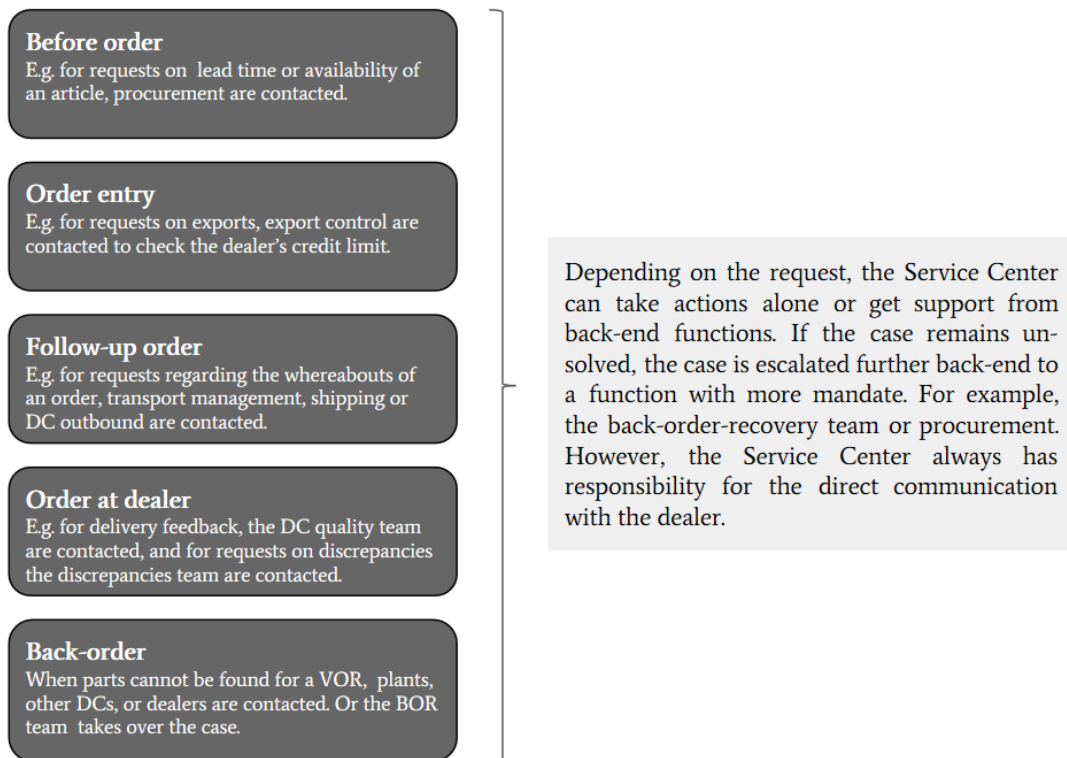 Before order
E.g. for requests on lead time or availability of
an article, procurement are contacted.
Order entry
E.g. for requests on exports, export control are
contacted to check the dealer's credit limit.
Follow-up order
E.g. for requests regarding the whereabouts of
an order, transport management, shipping or
DC outbound are contacted.
Order at dealer
E.g. for delivery feedback, the DC quality team
are contacted, and for requests on discrepancies
the discrepancies team are contacted.
Back-order
When parts cannot be found for a VOR, plants,
other DCs, or dealers are contacted. Or the BOR
team takes over the case.
Depending on the request, the Service Center
can take actions alone or get support from
back-end functions. If the case remains un-
solved, the case is escalated further back-end to
a function with more mandate. For example,
the back-order-recovery team or procurement.
However, the Service Center always has
responsibility for the direct communication
with the dealer.